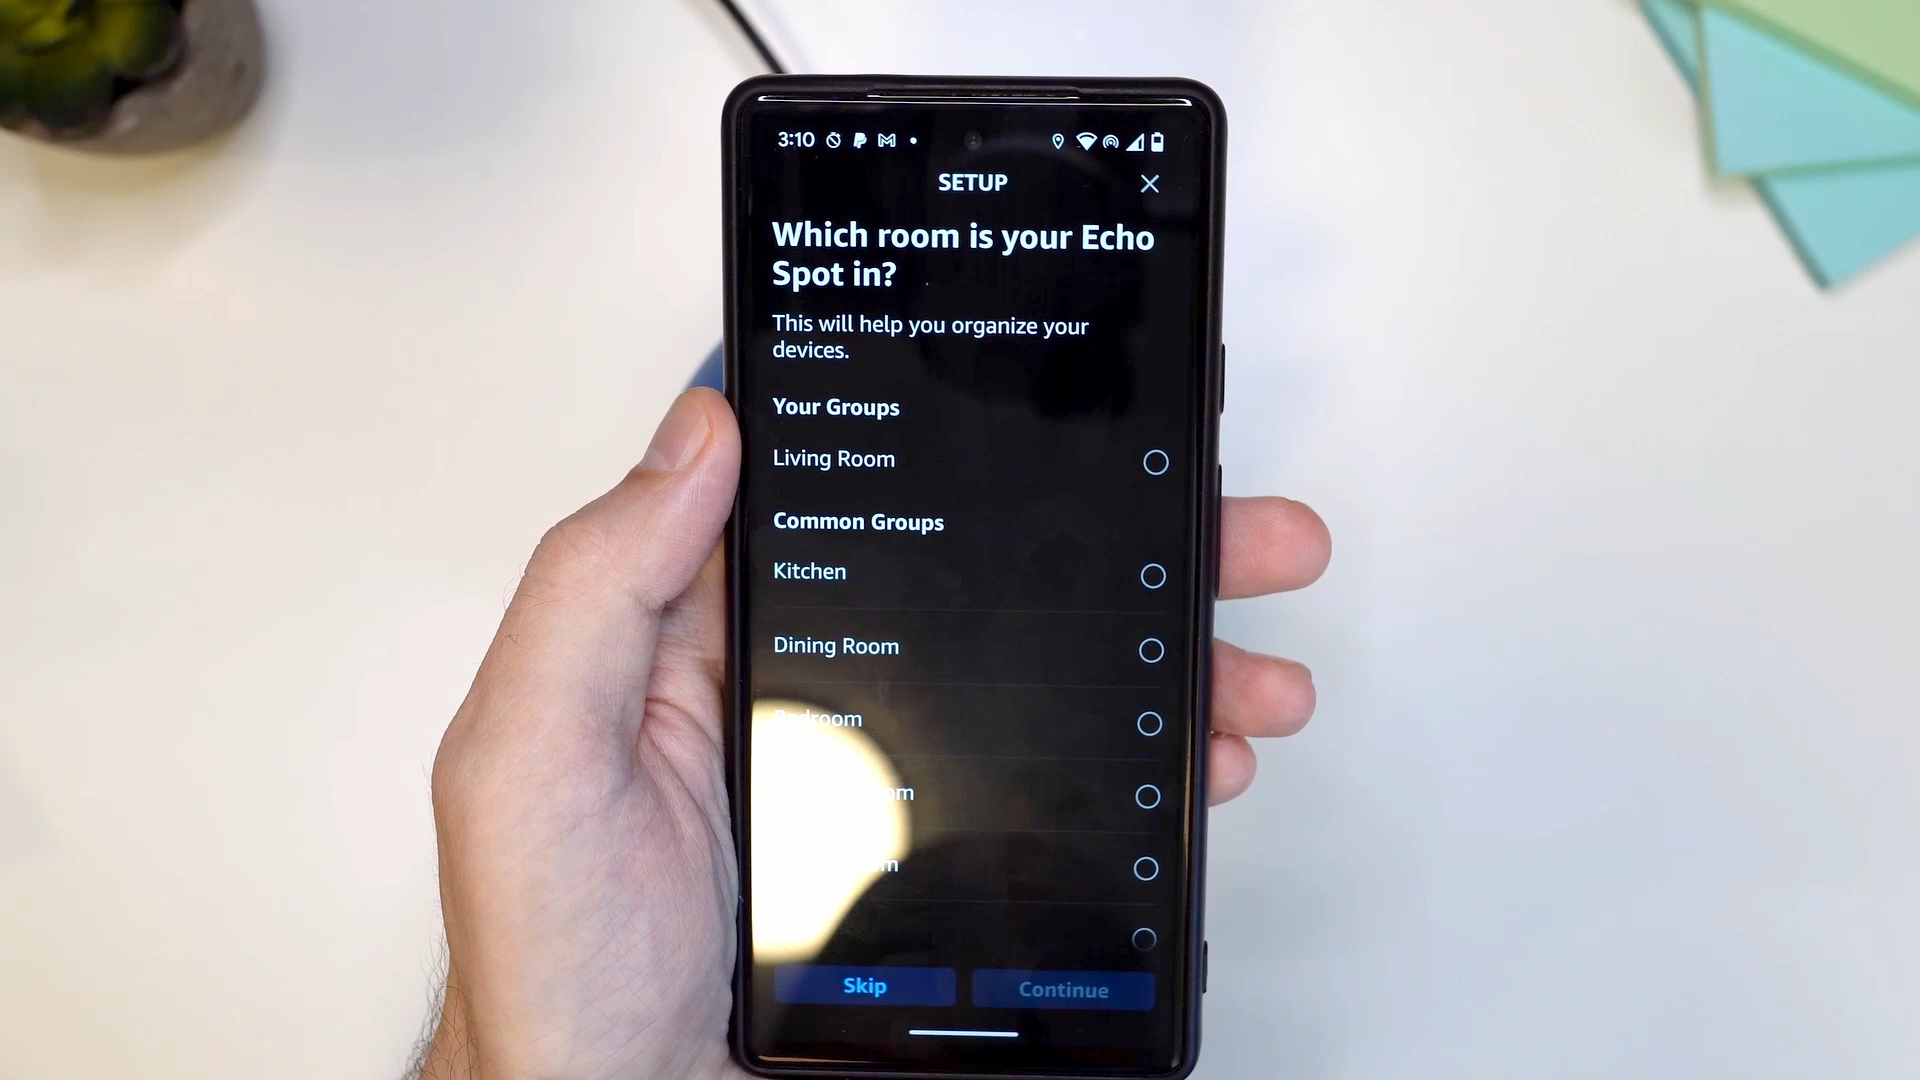 3:10
SETUP
Which room is your Echo
Spot in?
This will help you organize your
devices.
Your Groups
Living Room
Common Groups
Kitchen
Dining Room
Bedroom
Skip
Continue